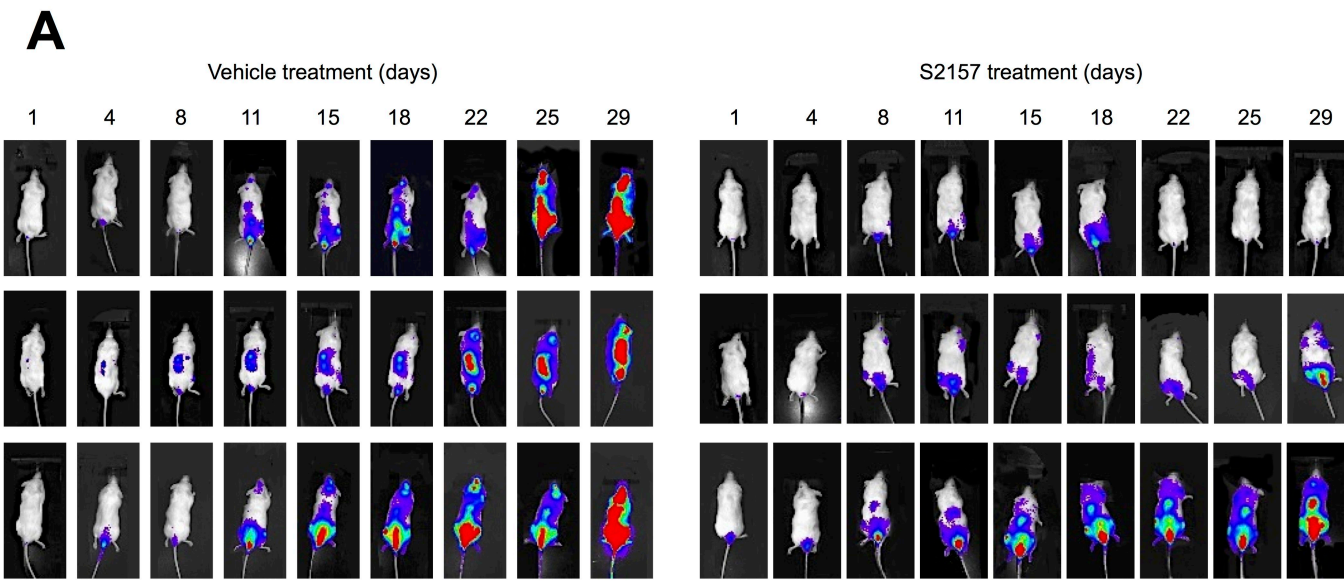 A
Vehicle treatment (days)
S2157 treatment (days)
1 4 8 11 15 18 22 25 29
1 4 8 11 15 18 22 25 29